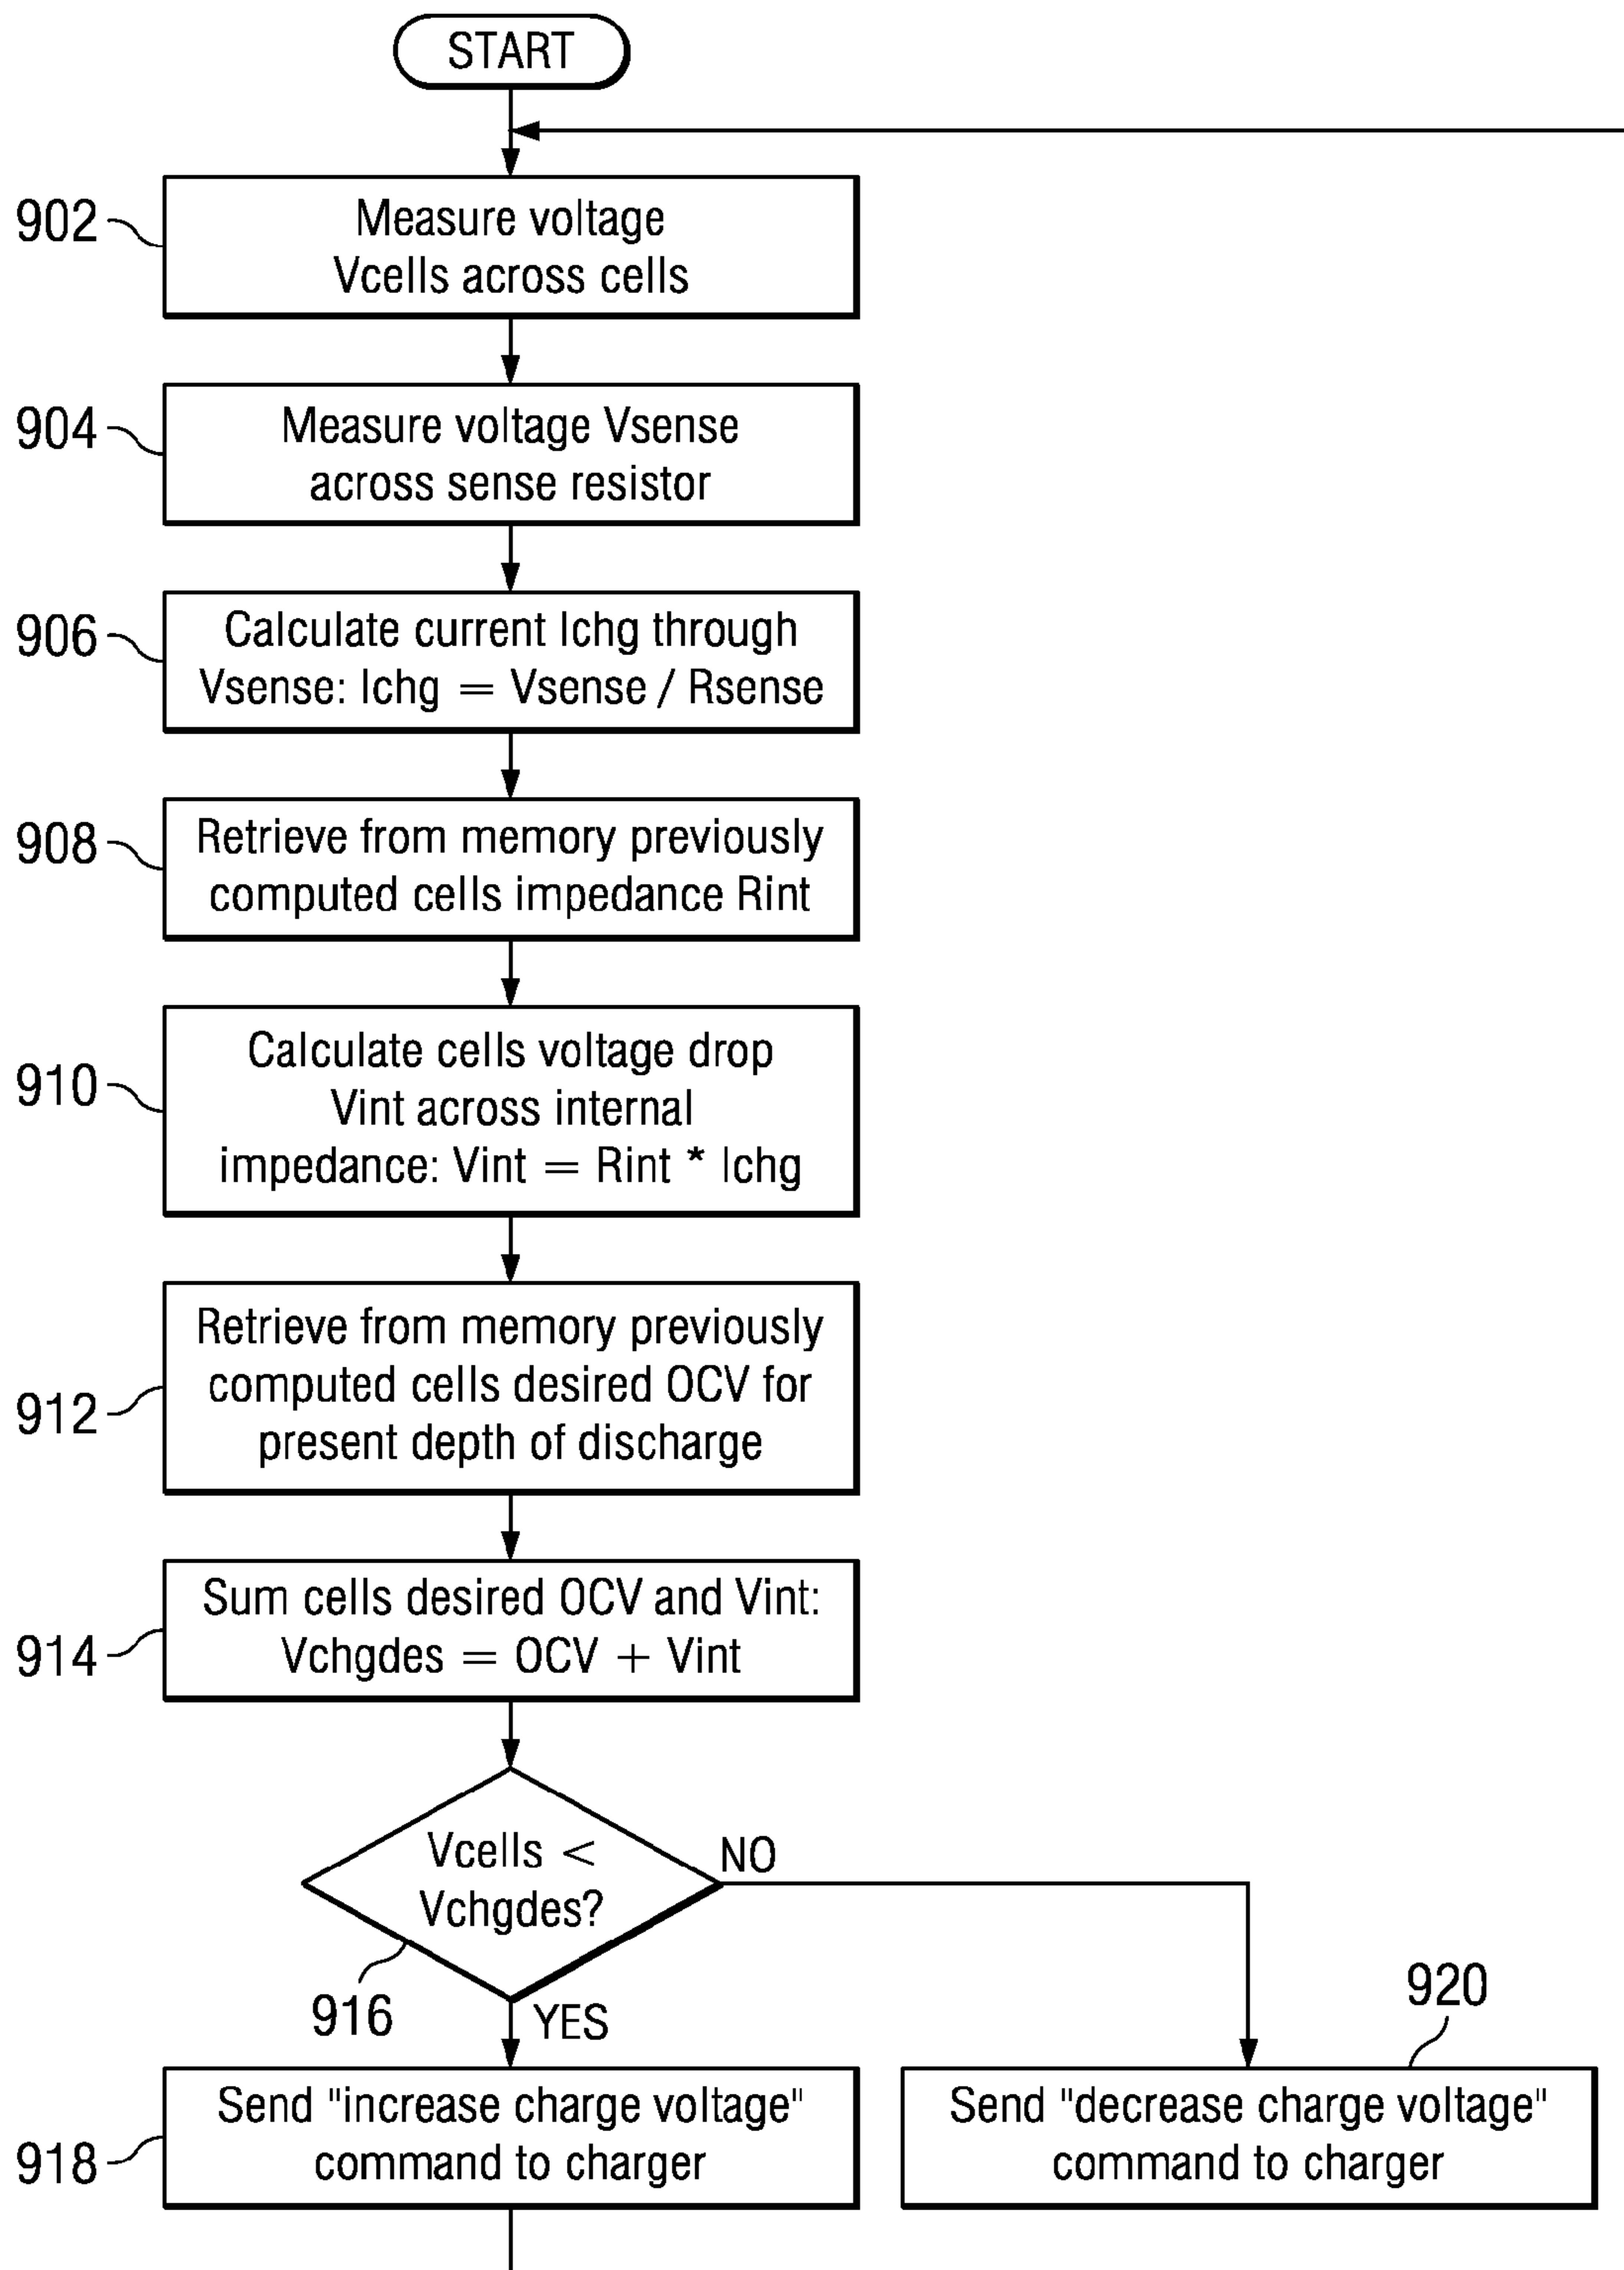 START
902
Measure voltage
Vcells across cells
904
Measure voltage Vsense
across sense resistor
906
Calculate current Ichg through
Vsense: Ichg = Vsense / Rsense
908
Retrieve from memory previously
computed cells impedance Rint
910
Calculate cells voltage drop
Vint across internal
impedance: Vint = Rint * Ichg
912
Retrieve from memory previously
computed cells desired OCV for
present depth of discharge
914
Sum cells desired OCV and Vint:
Vchgdes = OCV + Vint
Vcells <
Vchgdes?
NO
916
YES
920
918
Send "increase charge voltage"
command to charger
Send "decrease charge voltage"
command to charger